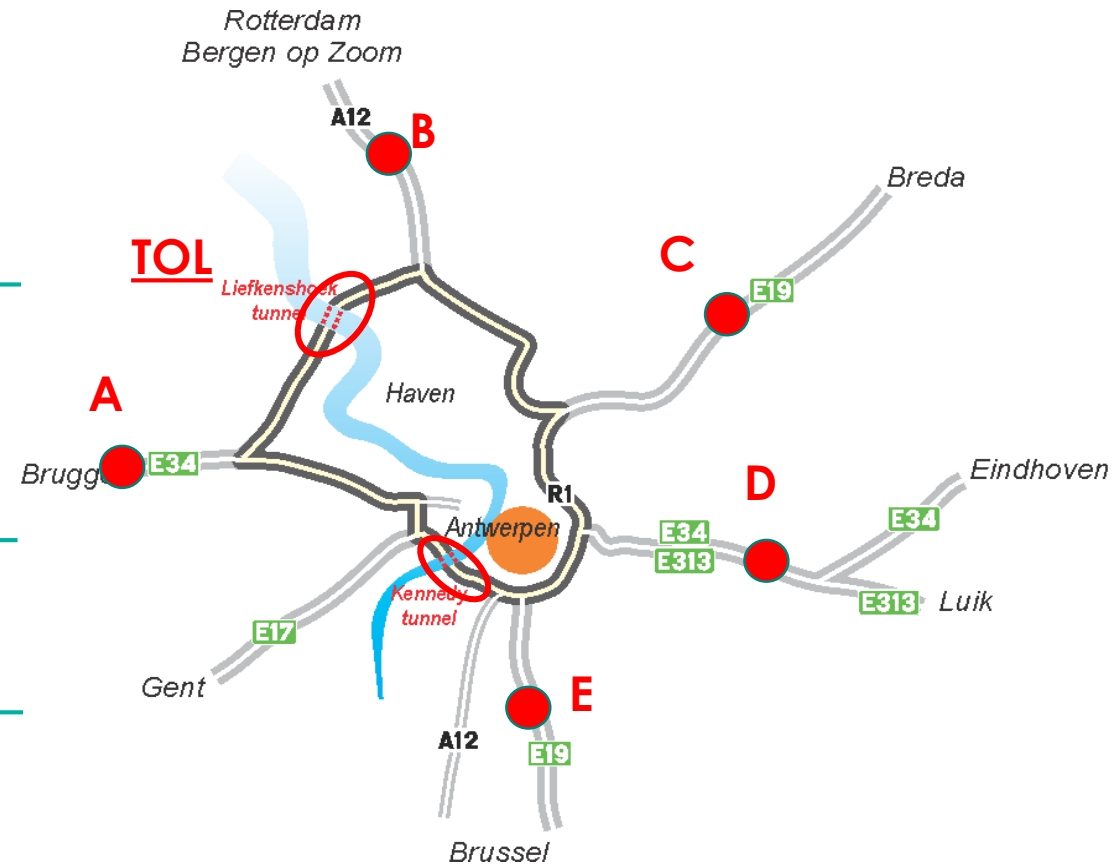 Rotterdam
Bergen op Zoom
A12
B
Breda
TOL
C
Liefkenshoek
tunnel
E19
A
Haven
Brugge
E34
R1
D
Eindhoven
Antwerpen
E34
E34
E313
Kennedy
tunnel
E313
Luik
E17
Gent
E
A12
E19
Brussel